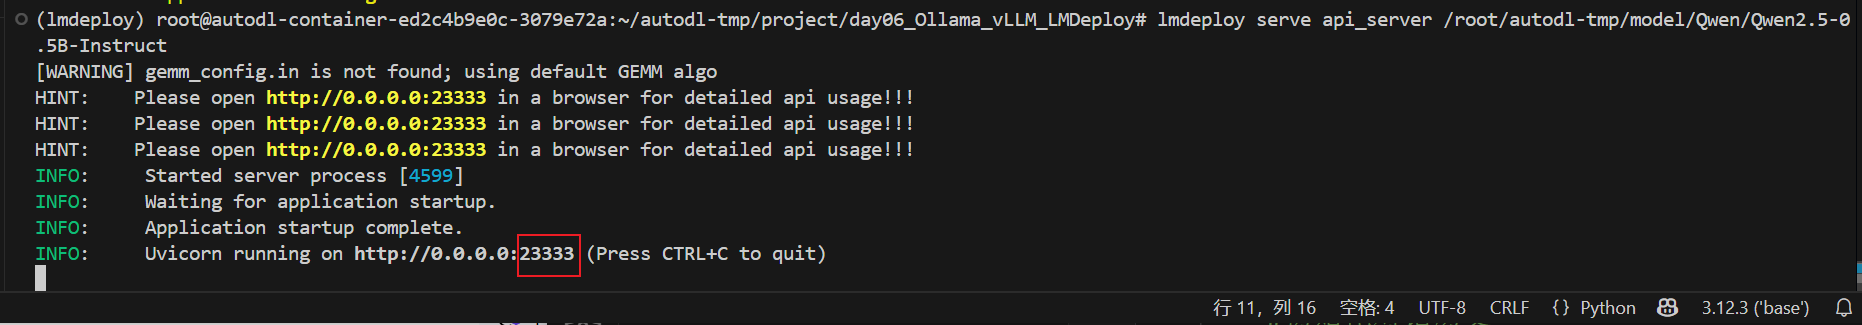 (lmdeploy) root@autodl-container-ed2c4b9e0c-3079e72a:~/autodl-tmp/project/day06_Ollama_vLLM_LMDeploy# lmdeploy serve api_server /root/autodl-tmp/model/Qwen/Qwen2.5-0
.5B-Instruct
[WARNING] gemm_config.in is not found; using default GEMM algo
HINT:    Please open http://0.0.0.0:23333 in a browser for detailed api usage!!!
HINT:    Please open http://0.0.0.0:23333 in a browser for detailed api usage!!!
HINT:    Please open http://0.0.0.0:23333 in a browser for detailed api usage!!!
INFO:     Started server process [4599]
INFO:     Waiting for application startup.
INFO:     Application startup complete.
INFO:     Uvicorn running on http://0.0.0.0:23333 (Press CTRL+C to quit)
行 11, 列 16 空格: 4 UTF-8 CRLF {} Python 3.12.3 ('base')